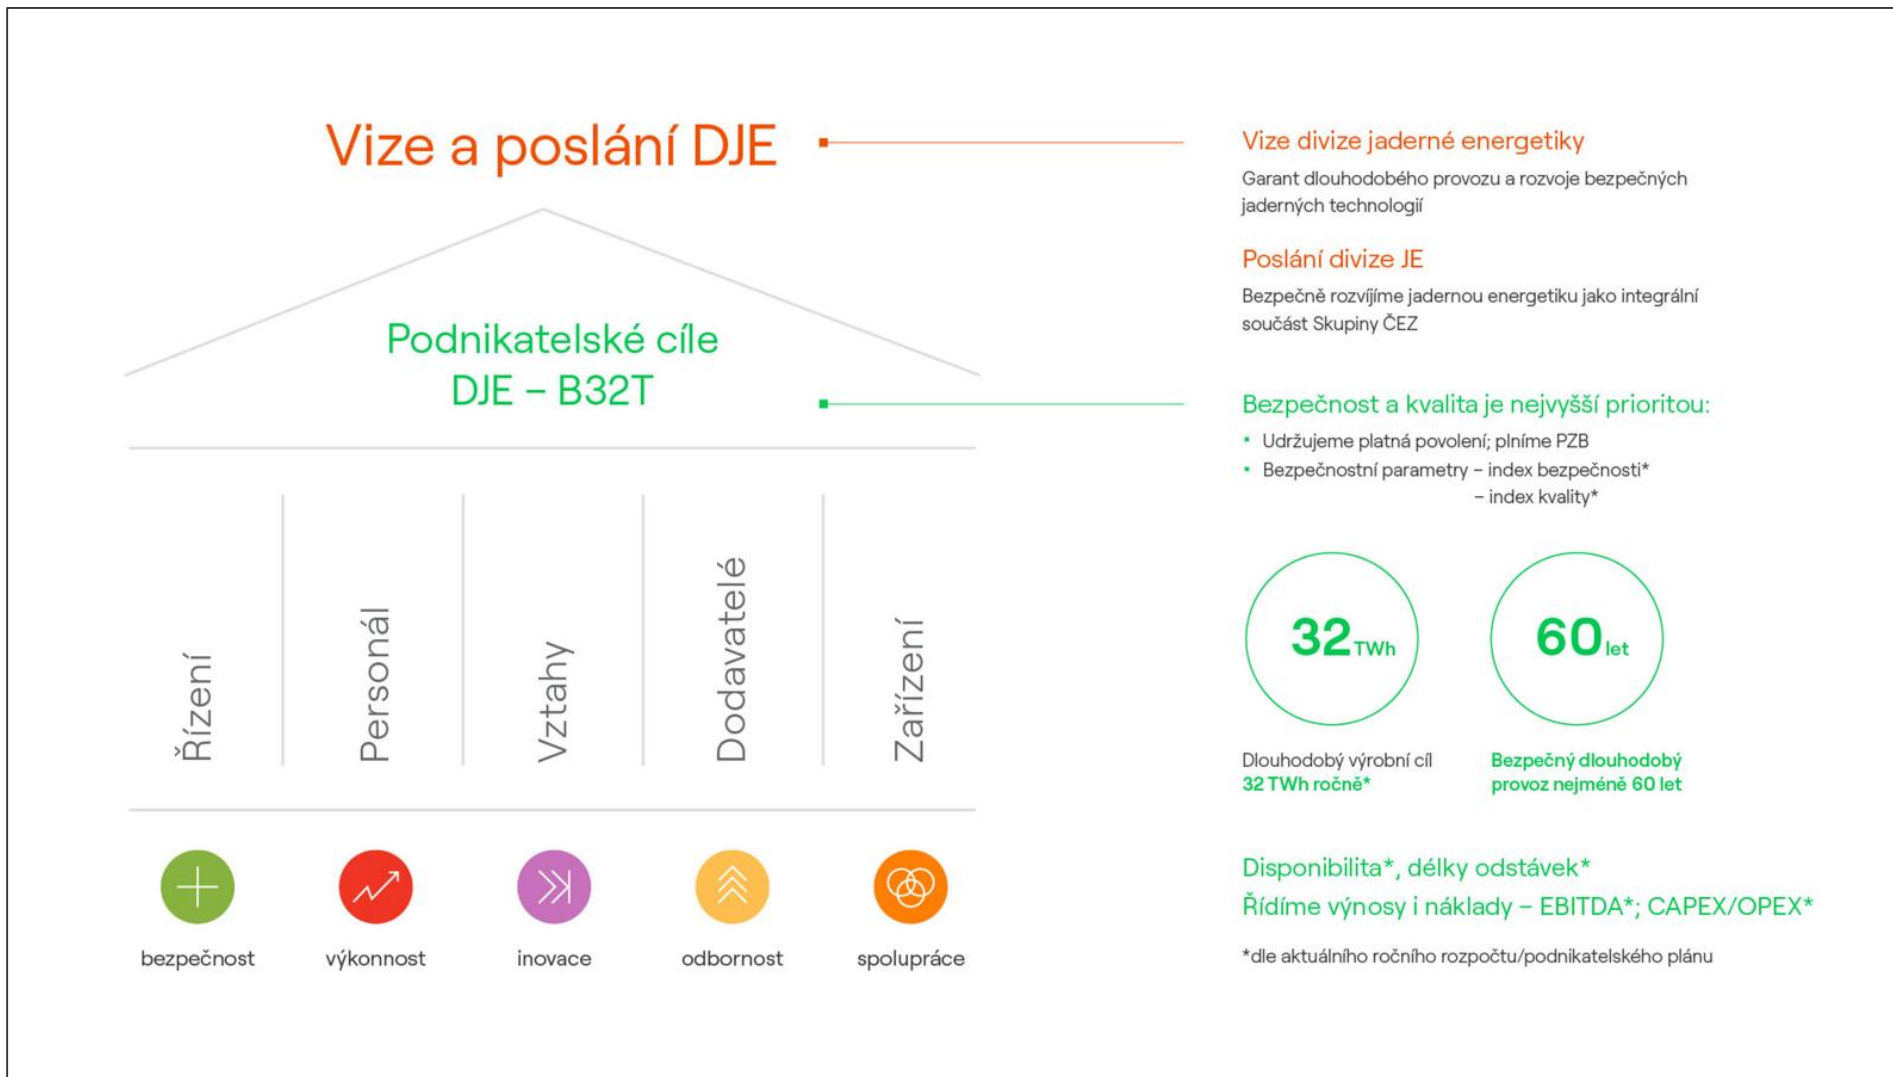 Vize a poslání DJE
Podnikatelské cíle
DJE – B32T
Řízení
Personál
Vztahy
Dodavatelé
Zařízení
bezpečnost
výkonnost
inovace
odbornost
spolupráce
Vize divize jaderné energetiky
Garant dlouhodobého provozu a rozvoje bezpečných
jaderných technologií
Poslání divize JE
Bezpečně rozvíjíme jadernou energetiku jako integrální
součást Skupiny ČEZ
Bezpečnost a kvalita je nejvyšší prioritou:
▪ Udržujeme platná povolení; plníme PZB
▪ Bezpečnostní parametry – index bezpečnosti*
– index kvality*
32 TWh
60 let
Dlouhodobý výrobní cíl
32 TWh ročně*
Bezpečný dlouhodobý
provoz nejméně 60 let
Disponibilita*, délky odstávek*
Řídíme výnosy i náklady – EBITDA*; CAPEX/OPEX*
*dle aktuálního ročního rozpočtu/podnikatelského plánu